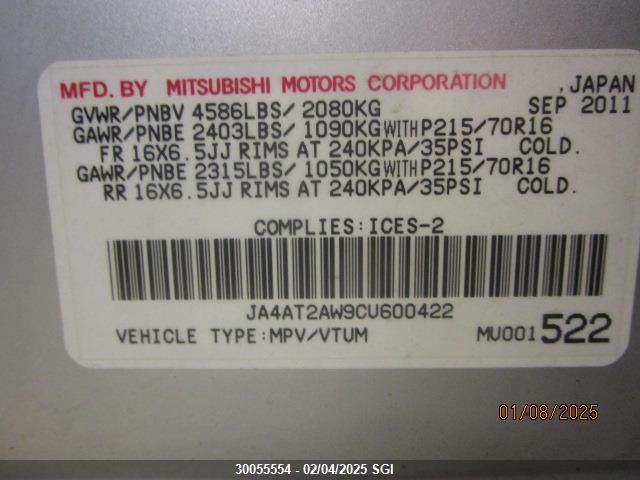 MFD. BY MITSUBISHI MOTORS CORPORATION , JAPAN
GVWR/PNBV 4586LBS/ 2080KG SEP 2011
GAWR/PNBE 2403LBS/ 1090KG WITH P215/70R16
FR 16X6.5JJ RIMS AT 240KPA/35PSI COLD.
GAWR/PNBE 2315LBS/ 1050KG WITH P215/70R16
RR 16X6.5JJ RIMS AT 240KPA/35PSI COLD.
COMPLIES:ICES-2
JA4AT2AW9CU600422
VEHICLE TYPE:MPV/VTUM MU001 522
01/08/2025
30055554 - 02/04/2025 SGI